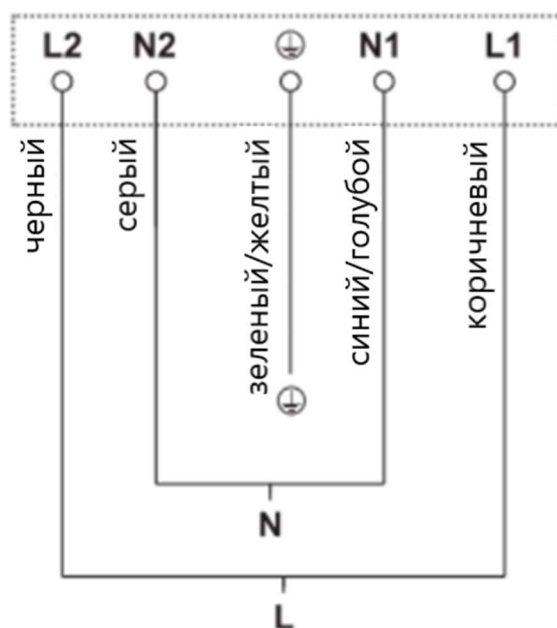 L2 N2 N1 L1
черный
серый
зеленый/желтый
синий/голубой
коричневый
N
L